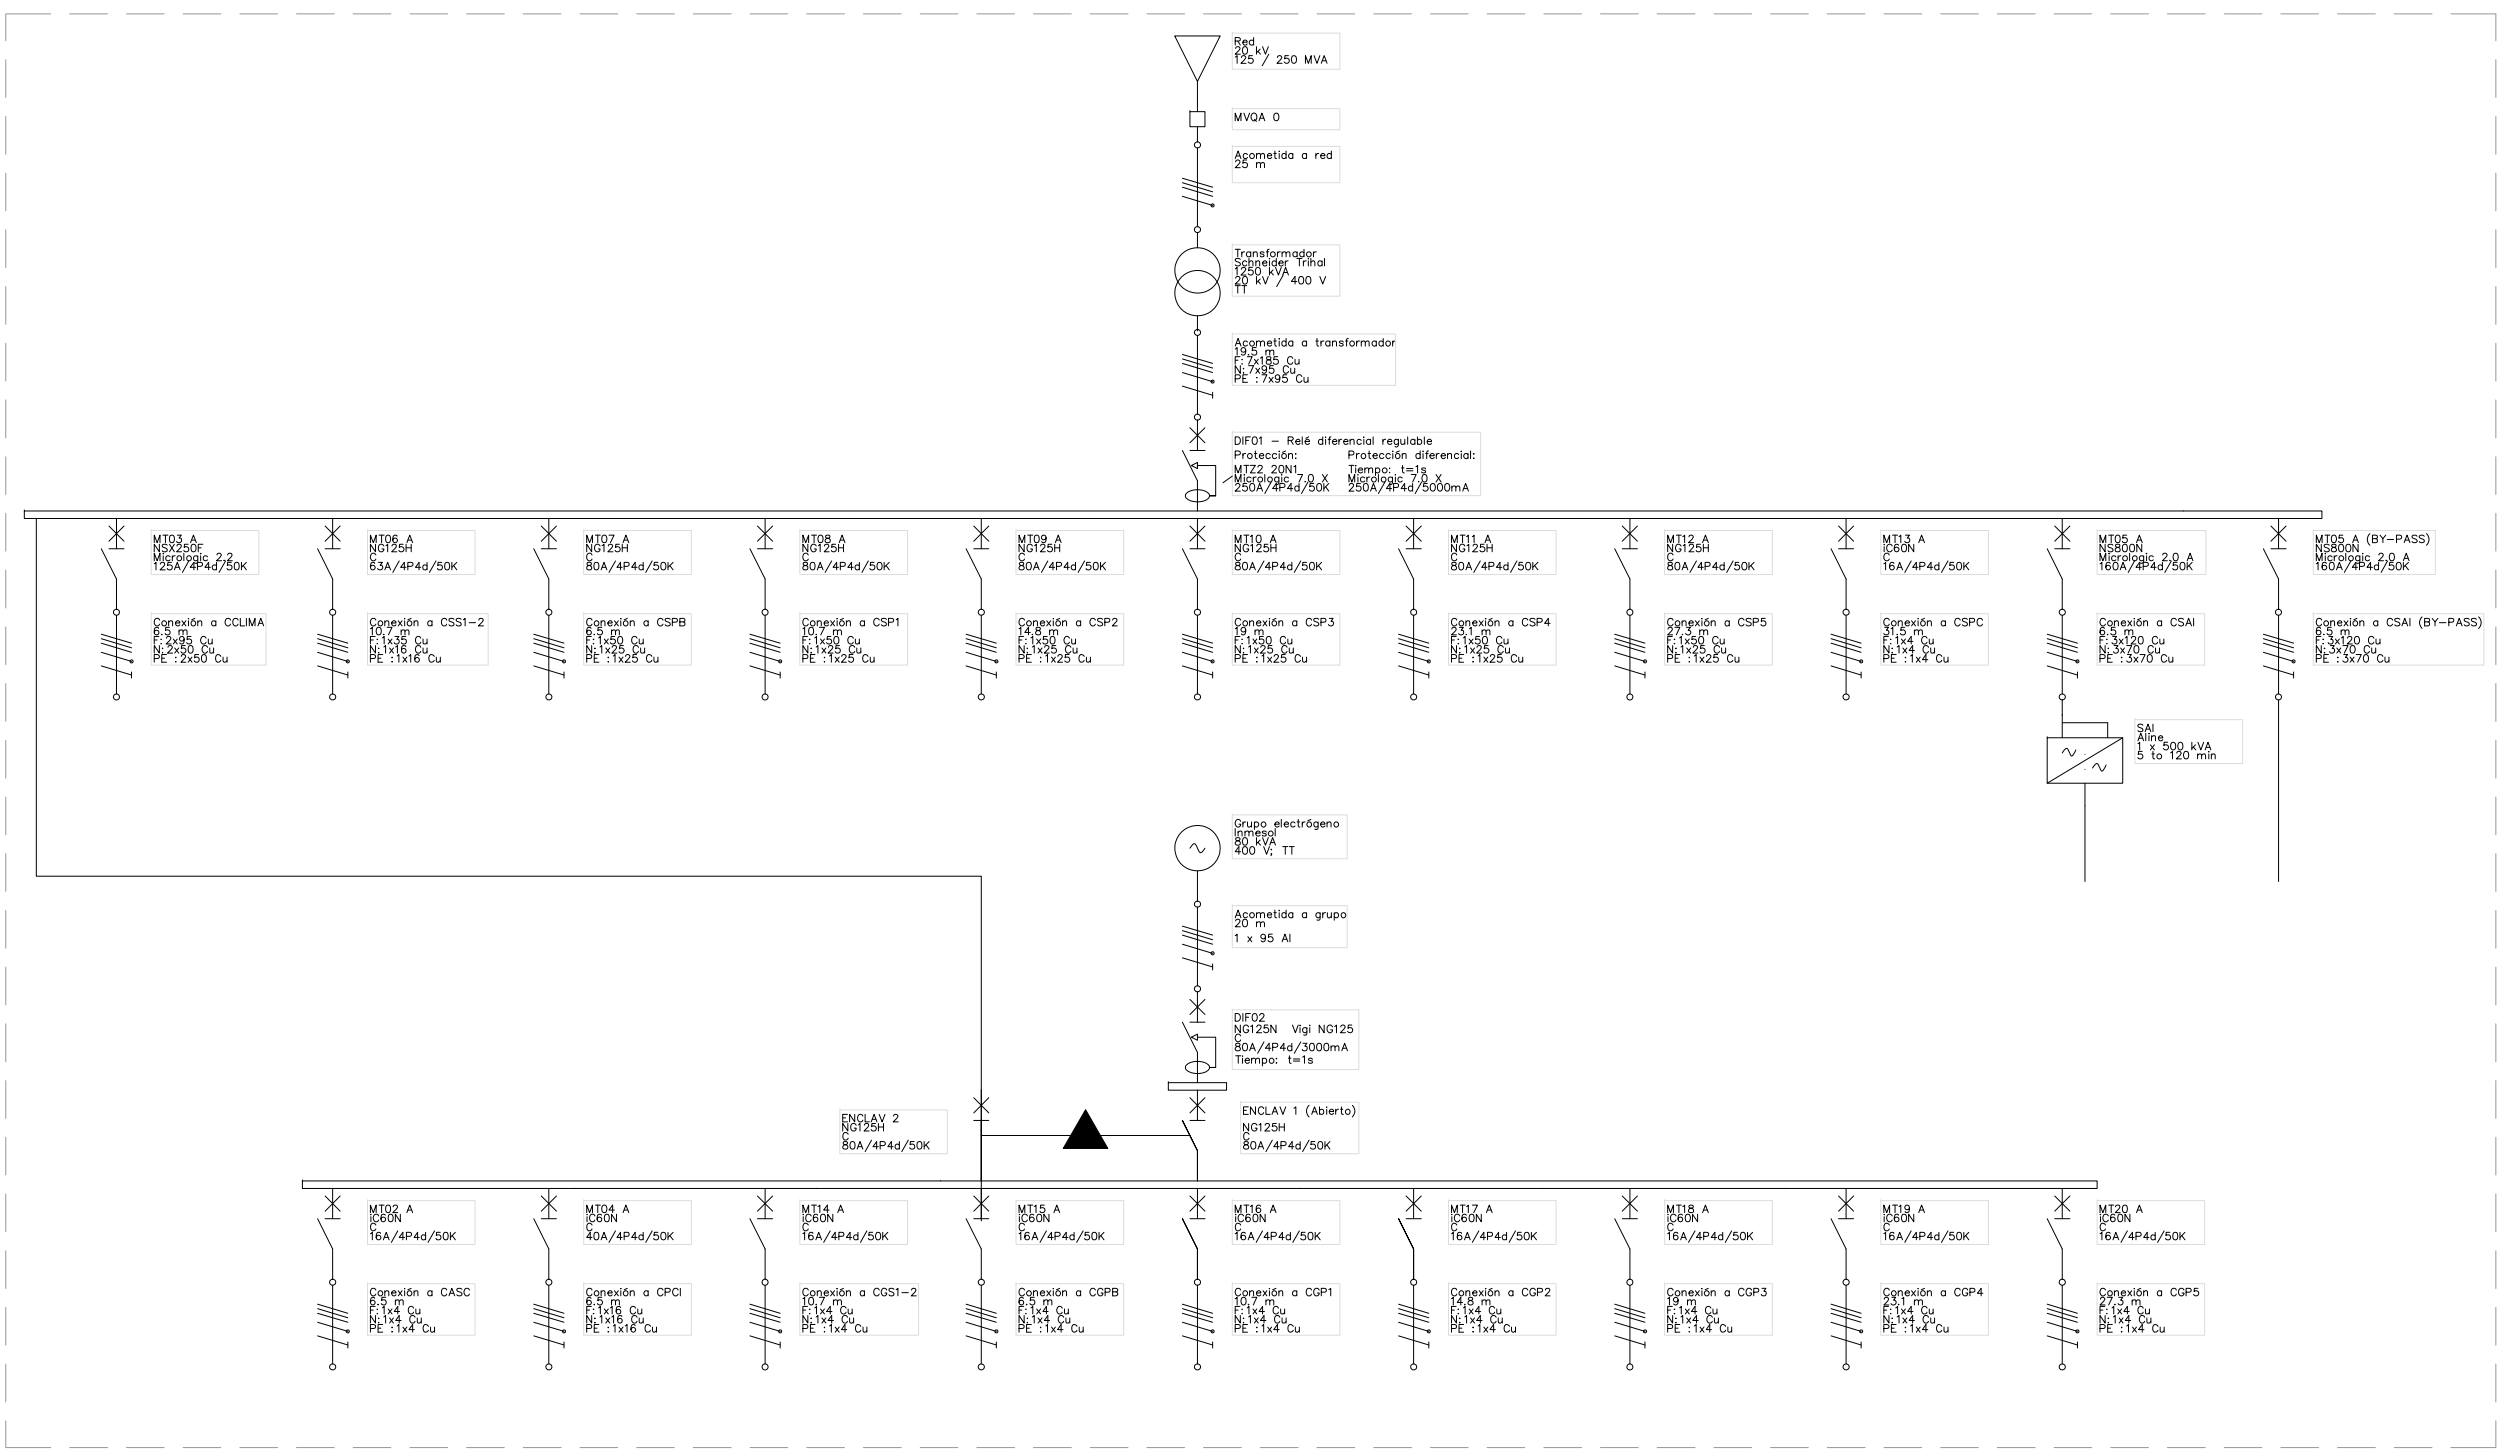 Red
20 kV
125 / 250 MVA
MVQA 0
Acometida a red
25 m
Transformador
Schneider Trihal
1250 kVA
20 kV / 400 V
TT
Acometida a transformador
19.5 m
F: 7x185 Cu
N: 7x95 Cu
PE : 7x95 Cu
DIF01 - Relé diferencial regulable
Protección:
MTZ2 20N1
Micrologic 7.0 X
250A/4P4d/50K
Protección diferencial:
Tiempo: t=1s
Micrologic 7.0 X
250A/4P4d/5000mA
MT03 A
NSX250F
Micrologic 2.2
125A/4P4d/50K
MT06 A
NG125H
C
63A/4P4d/50K
MT07 A
NG125H
C
80A/4P4d/50K
MT08 A
NG125H
C
80A/4P4d/50K
MT09 A
NG125H
C
80A/4P4d/50K
MT10 A
NG125H
C
80A/4P4d/50K
MT11 A
NG125H
C
80A/4P4d/50K
MT12 A
NG125H
C
80A/4P4d/50K
MT13 A
iC60N
C
16A/4P4d/50K
MT05 A
NS800N
Micrologic 2.0 A
160A/4P4d/50K
MT05 A (BY-PASS)
NS800N
Micrologic 2.0 A
160A/4P4d/50K
Conexión a CCLIMA
6.5 m
F: 2x95 Cu
N: 2x50 Cu
PE : 2x50 Cu
Conexión a CSS1-2
10.7 m
F: 1x35 Cu
N: 1x16 Cu
PE : 1x16 Cu
Conexión a CSPB
6.5 m
F: 1x50 Cu
N: 1x25 Cu
PE : 1x25 Cu
Conexión a CSP1
10.7 m
F: 1x50 Cu
N: 1x25 Cu
PE : 1x25 Cu
Conexión a CSP2
14.8 m
F: 1x50 Cu
N: 1x25 Cu
PE : 1x25 Cu
Conexión a CSP3
19 m
F: 1x50 Cu
N: 1x25 Cu
PE : 1x25 Cu
Conexión a CSP4
23.1 m
F: 1x50 Cu
N: 1x25 Cu
PE : 1x25 Cu
Conexión a CSP5
27.3 m
F: 1x50 Cu
N: 1x25 Cu
PE : 1x25 Cu
Conexión a CSPC
31.5 m
F: 1x4 Cu
N: 1x4 Cu
PE : 1x4 Cu
Conexión a CSAI
6.5 m
F: 3x120 Cu
N: 3x70 Cu
PE : 3x70 Cu
Conexión a CSAI (BY-PASS)
6.5 m
F: 3x120 Cu
N: 3x70 Cu
PE : 3x70 Cu
SAI
Aline
1 x 500 kVA
5 to 120 min
Grupo electrógeno
Inmesol
80 kVA
400 V; TT
Acometida a grupo
20 m
1 x 95 Al
DIF02
NG125N Vigi NG125
C
80A/4P4d/3000mA
Tiempo: t=1s
ENCLAV 2
NG125H
C
80A/4P4d/50K
ENCLAV 1 (Abierto)
NG125H
C
80A/4P4d/50K
MT02 A
iC60N
C
16A/4P4d/50K
MT04 A
iC60N
C
40A/4P4d/50K
MT14 A
iC60N
C
16A/4P4d/50K
MT15 A
iC60N
C
16A/4P4d/50K
MT16 A
iC60N
C
16A/4P4d/50K
MT17 A
iC60N
C
16A/4P4d/50K
MT18 A
iC60N
C
16A/4P4d/50K
MT19 A
iC60N
C
16A/4P4d/50K
MT20 A
iC60N
C
16A/4P4d/50K
Conexión a CASC
6.5 m
F: 1x4 Cu
N: 1x4 Cu
PE : 1x4 Cu
Conexión a CPCI
6.5 m
F: 1x16 Cu
N: 1x16 Cu
PE : 1x16 Cu
Conexión a CGS1-2
10.7 m
F: 1x4 Cu
N: 1x4 Cu
PE : 1x4 Cu
Conexión a CGPB
6.5 m
F: 1x4 Cu
N: 1x4 Cu
PE : 1x4 Cu
Conexión a CGP1
10.7 m
F: 1x4 Cu
N: 1x4 Cu
PE : 1x4 Cu
Conexión a CGP2
14.8 m
F: 1x4 Cu
N: 1x4 Cu
PE : 1x4 Cu
Conexión a CGP3
19 m
F: 1x4 Cu
N: 1x4 Cu
PE : 1x4 Cu
Conexión a CGP4
23.1 m
F: 1x4 Cu
N: 1x4 Cu
PE : 1x4 Cu
Conexión a CGP5
27.3 m
F: 1x4 Cu
N: 1x4 Cu
PE : 1x4 Cu